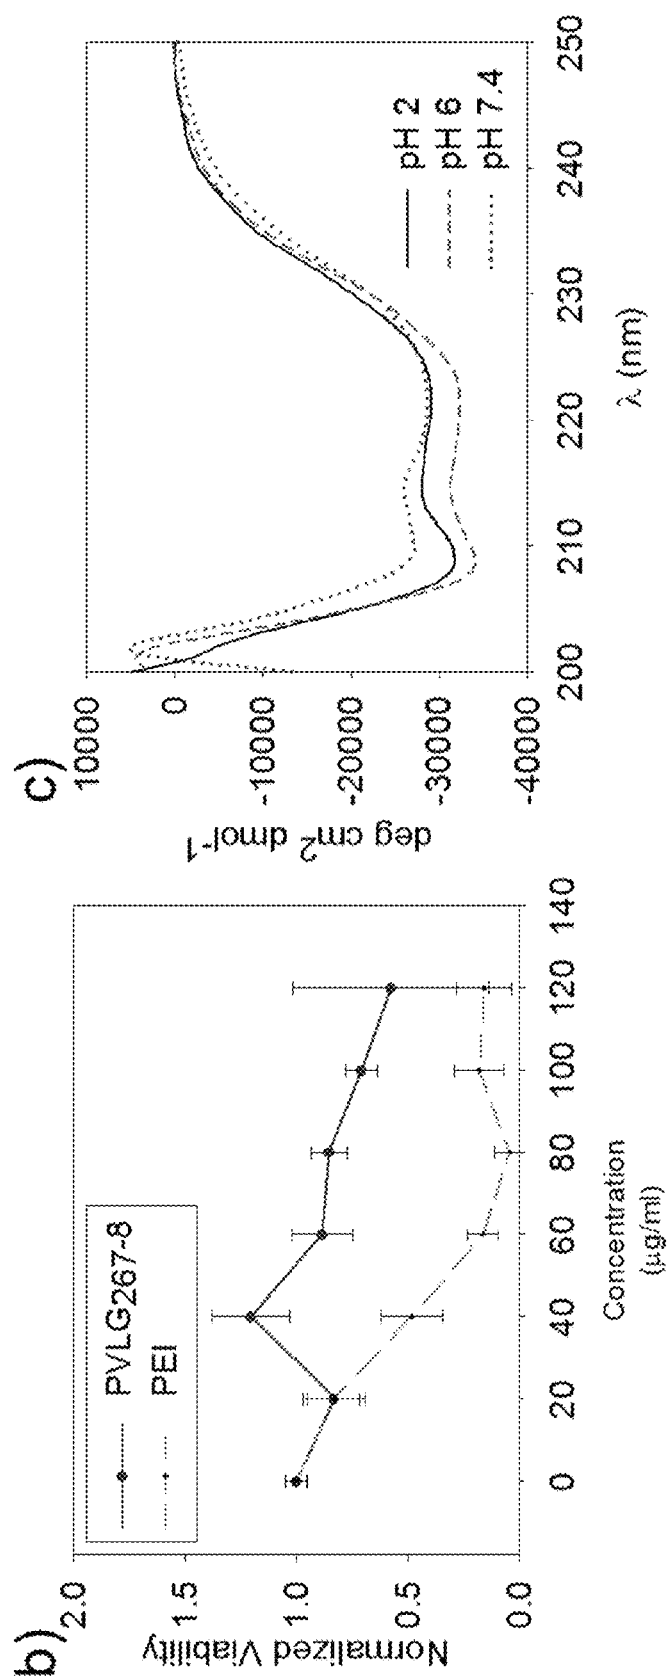 b)
Normalized Viability
2.0
1.5
1.0
0.5
0.0
PVLG267-8
PEI
0 20 40 60 80 100 120 140
Concentration
(µg/ml)
c)
deg cm² dmol⁻¹
10000
0
-10000
-20000
-30000
-40000
pH 2
pH 6
pH 7.4
200 210 220 230 240 250
λ (nm)